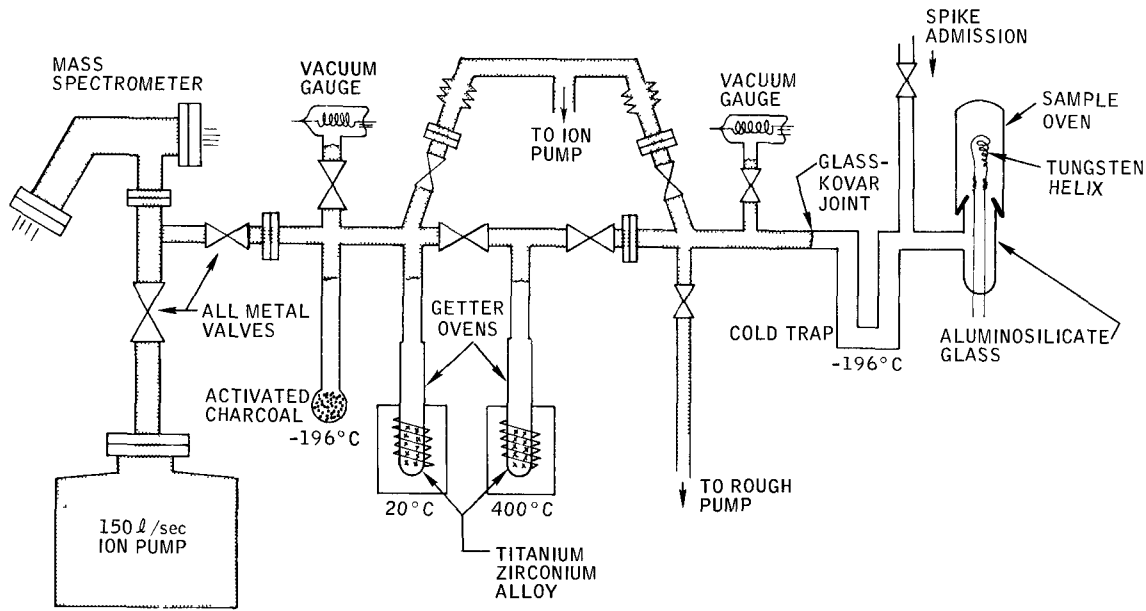 MASS
SPECTROMETER
VACUUM
GAUGE
TO ION
PUMP
VACUUM
GAUGE
SPIKE
ADMISSION
SAMPLE
OVEN
TUNGSTEN
HELIX
GLASS-
KOVAR
JOINT
ALL METAL
VALVES
GETTER
OVENS
COLD TRAP
-196°C
ALUMINOSILICATE
GLASS
ACTIVATED
CHARCOAL
-196°C
20°C
400°C
TO ROUGH
PUMP
150 ℓ/sec
ION PUMP
TITANIUM
ZIRCONIUM
ALLOY